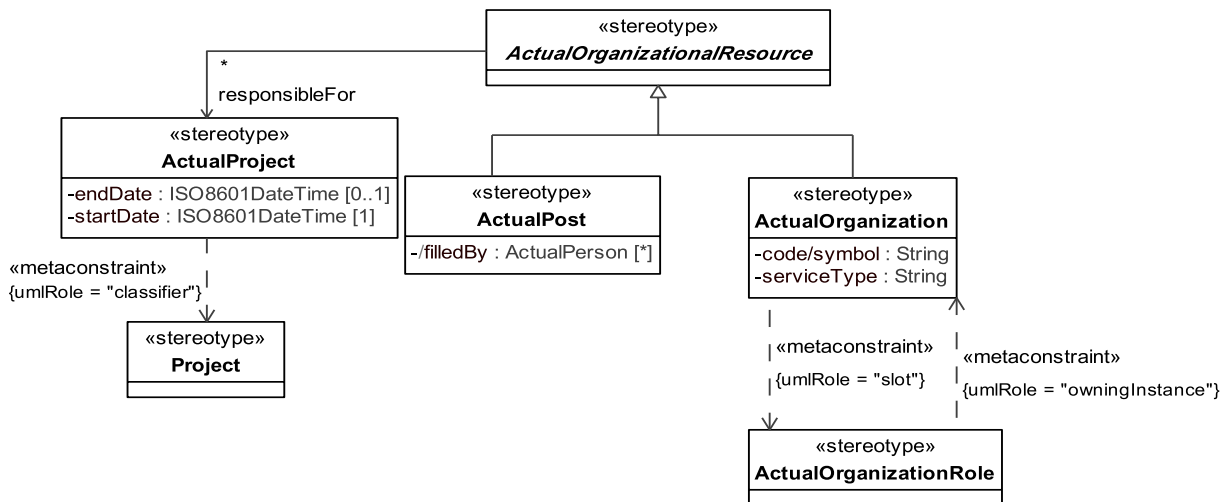 «stereotype»
ActualOrganizationalResource
*
responsibleFor
«stereotype»
ActualProject
-endDate : ISO8601DateTime [0..1]
-startDate : ISO8601DateTime [1]
«stereotype»
ActualPost
-/filledBy : ActualPerson [*]
«stereotype»
ActualOrganization
-code/symbol : String
-serviceType : String
«metaconstraint»
{umlRole = "classifier"}
«stereotype»
Project
«metaconstraint»
{umlRole = "slot"}
«metaconstraint»
{umlRole = "owningInstance"}
«stereotype»
ActualOrganizationRole